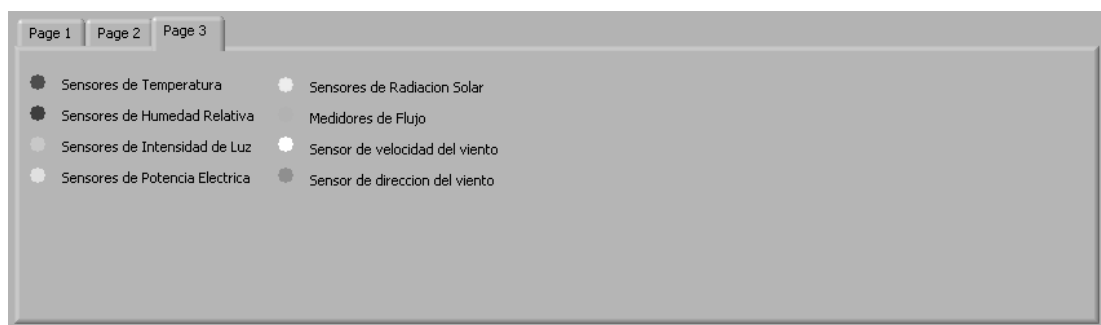 Page 1 Page 2 Page 3
Sensores de Temperatura
Sensores de Humedad Relativa
Sensores de Intensidad de Luz
Sensores de Potencia Electrica
Sensores de Radiacion Solar
Medidores de Flujo
Sensor de velocidad del viento
Sensor de direccion del viento